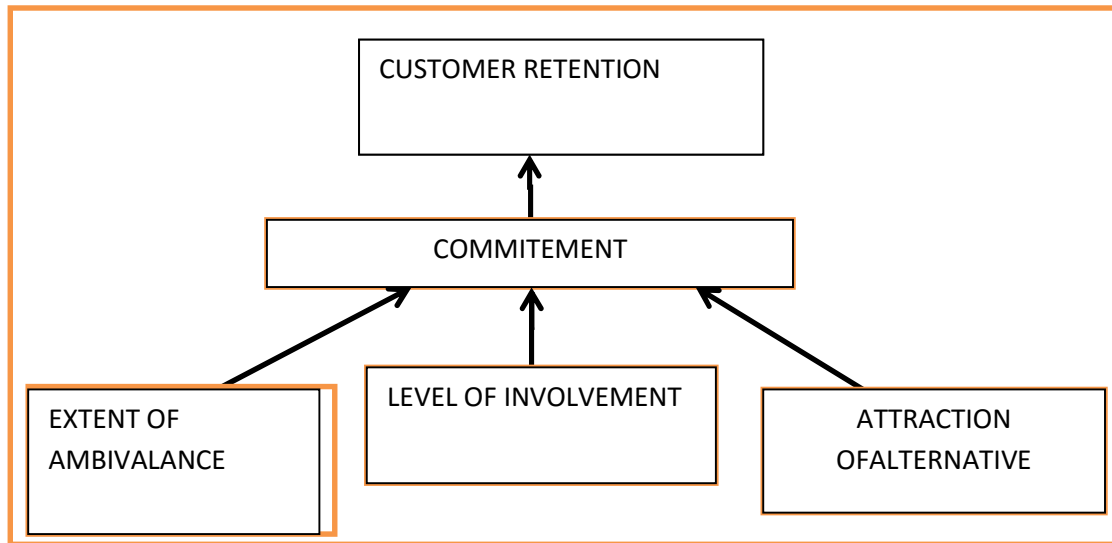 CUSTOMER RETENTION
COMMITEMENT
EXTENT OF
AMBIVALANCE
LEVEL OF INVOLVEMENT
ATTRACTION
OFALTERNATIVE